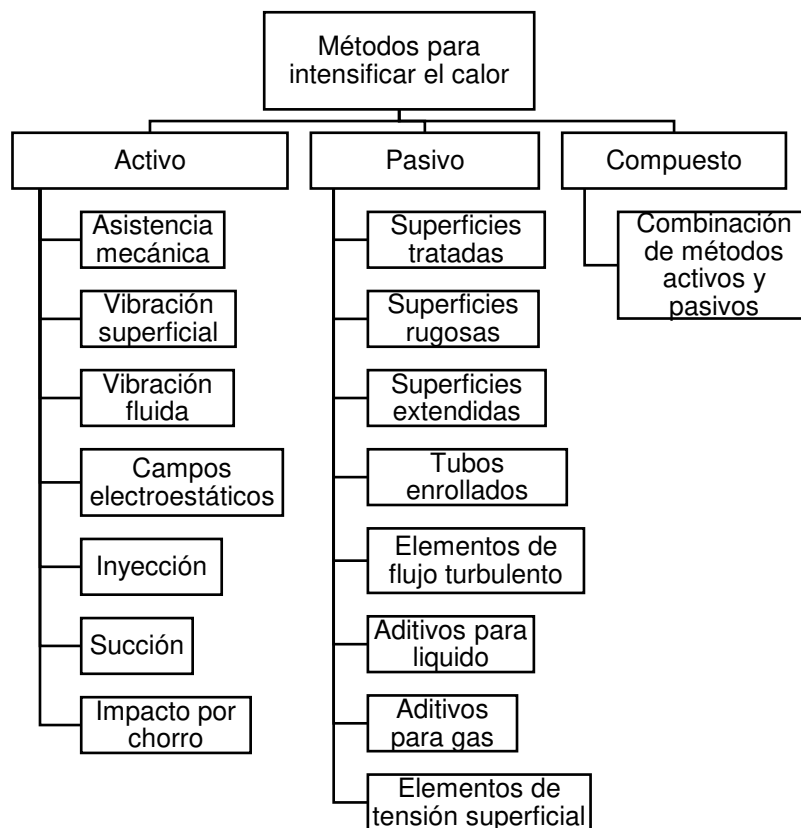 Métodos para
intensificar el calor
Activo
Pasivo
Compuesto
Asistencia
mecánica
Vibración
superficial
Vibración
fluida
Campos
electroestáticos
Inyección
Succión
Impacto por
chorro
Superficies
tratadas
Superficies
rugosas
Superficies
extendidas
Tubos
enrollados
Elementos de
flujo turbulento
Aditivos para
liquido
Aditivos
para gas
Elementos de
tensión superficial
Combinación
de métodos
activos y
pasivos